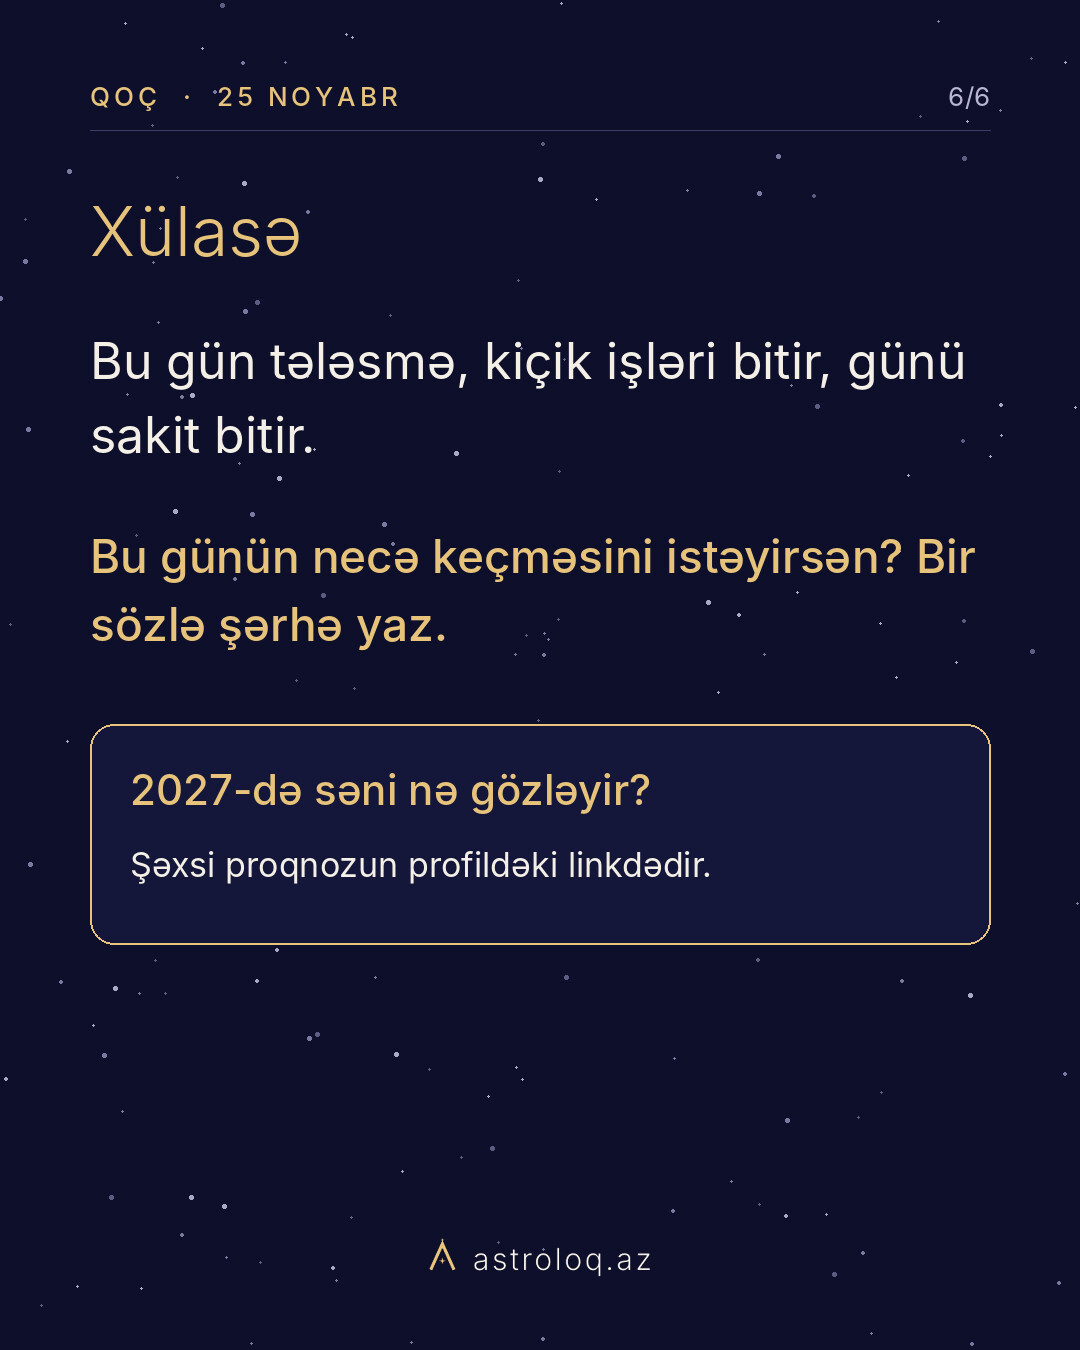 QOÇ · 25 NOYABR
6/6
Xülasə
Bu gün tələsmə, kiçik işləri bitir, günü
sakit bitir.
Bu günün necə keçməsini istəyirsən? Bir
sözlə şərhə yaz.
2027-də səni nə gözləyir?
Şəxsi proqnozun profildəki linkdədir.
astroloq.az